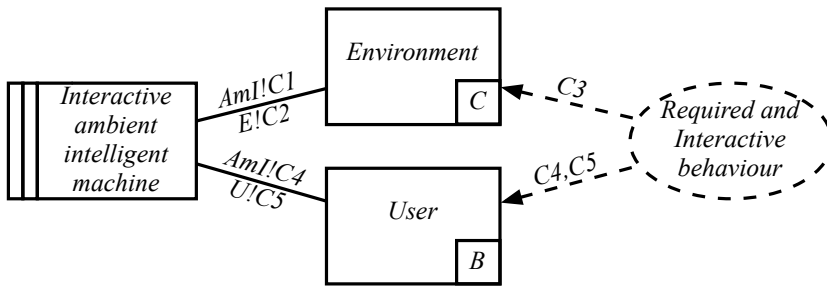 Interactive
ambient
intelligent
machine
AmI!C1
E!C2
AmI!C4
U!C5
Environment
C
User
B
C3
C4,C5
Required and
Interactive
behaviour